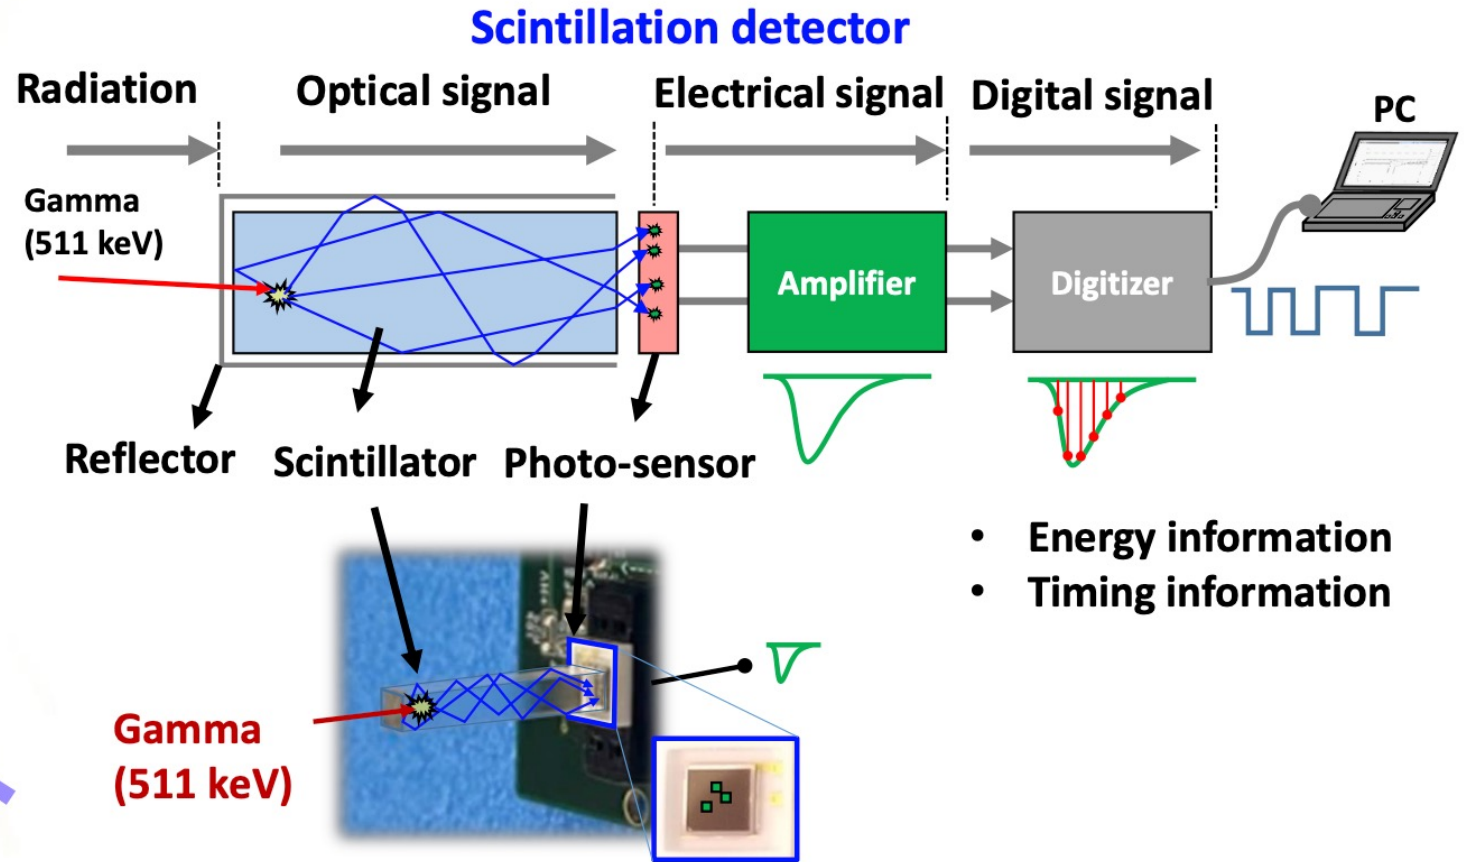 Scintillation detector
Radiation
Optical signal
Electrical signal
Digital signal
PC
Gamma
(511 keV)
Amplifier
Digitizer
Reflector
Scintillator
Photo-sensor
• Energy information
• Timing information
Gamma
(511 keV)